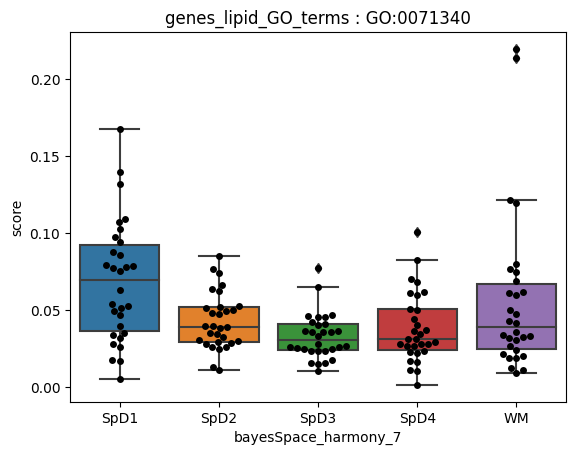 genes_lipid_GO_terms : GO:0071340
score
0.20
0.15
0.10
0.05
0.00
SpD1 SpD2 SpD3 SpD4 WM
bayesSpace_harmony_7